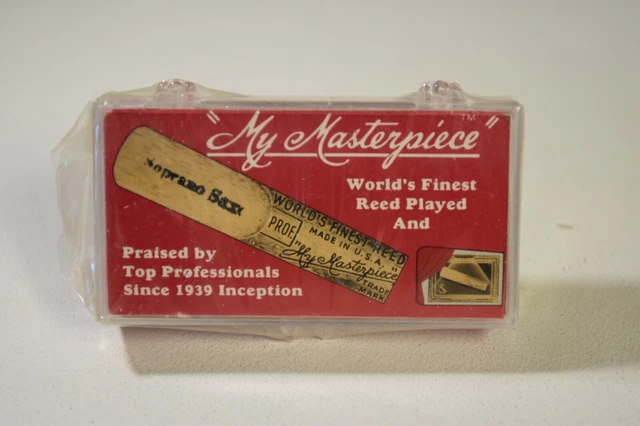 "My Masterpiece" TM
World's Finest
Reed Played
And
Soprano Sax
WORLD'S FINEST REED
PROF.
MADE IN U.S.A.
"My Masterpiece"
TRADE
MARK
Praised by
Top Professionals
Since 1939 Inception